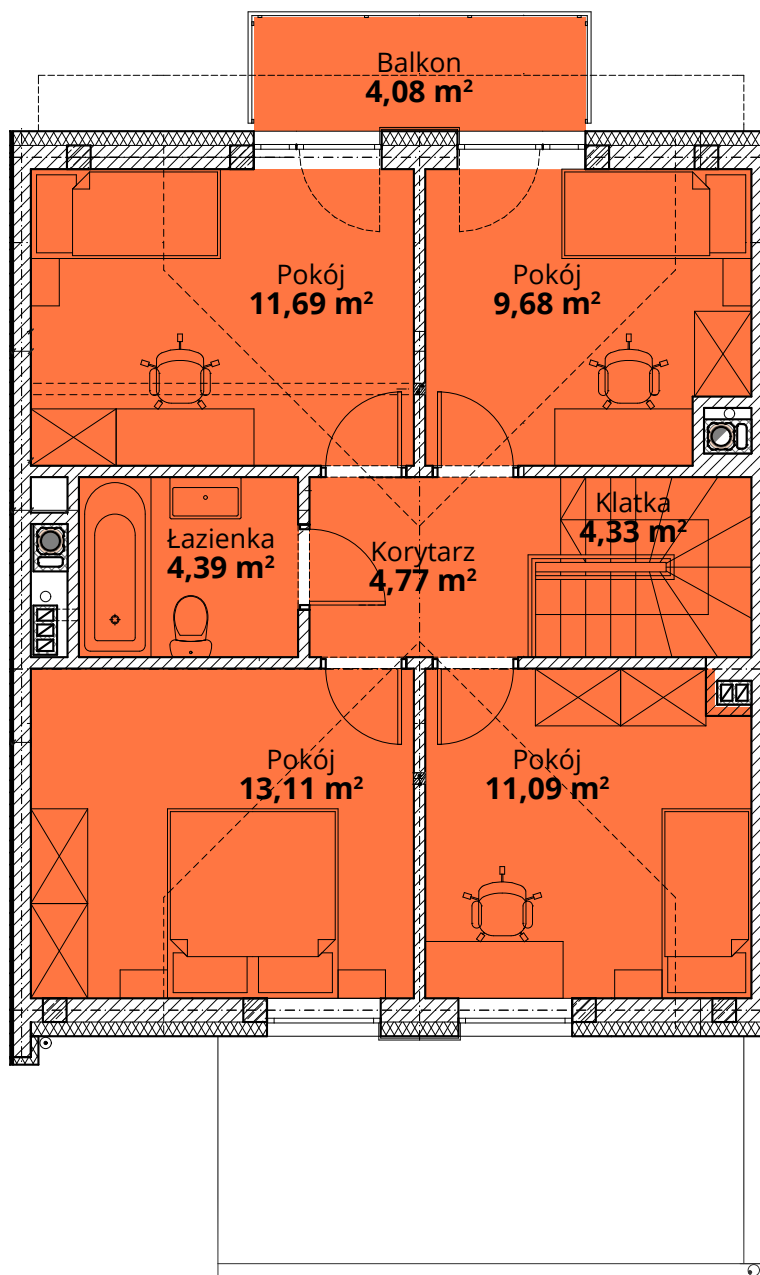 Balkon
4,08 m²
Pokój
11,69 m²
Pokój
9,68 m²
Łazienka
4,39 m²
Korytarz
4,77 m²
Klatka
4,33 m²
Pokój
13,11 m²
Pokój
11,09 m²